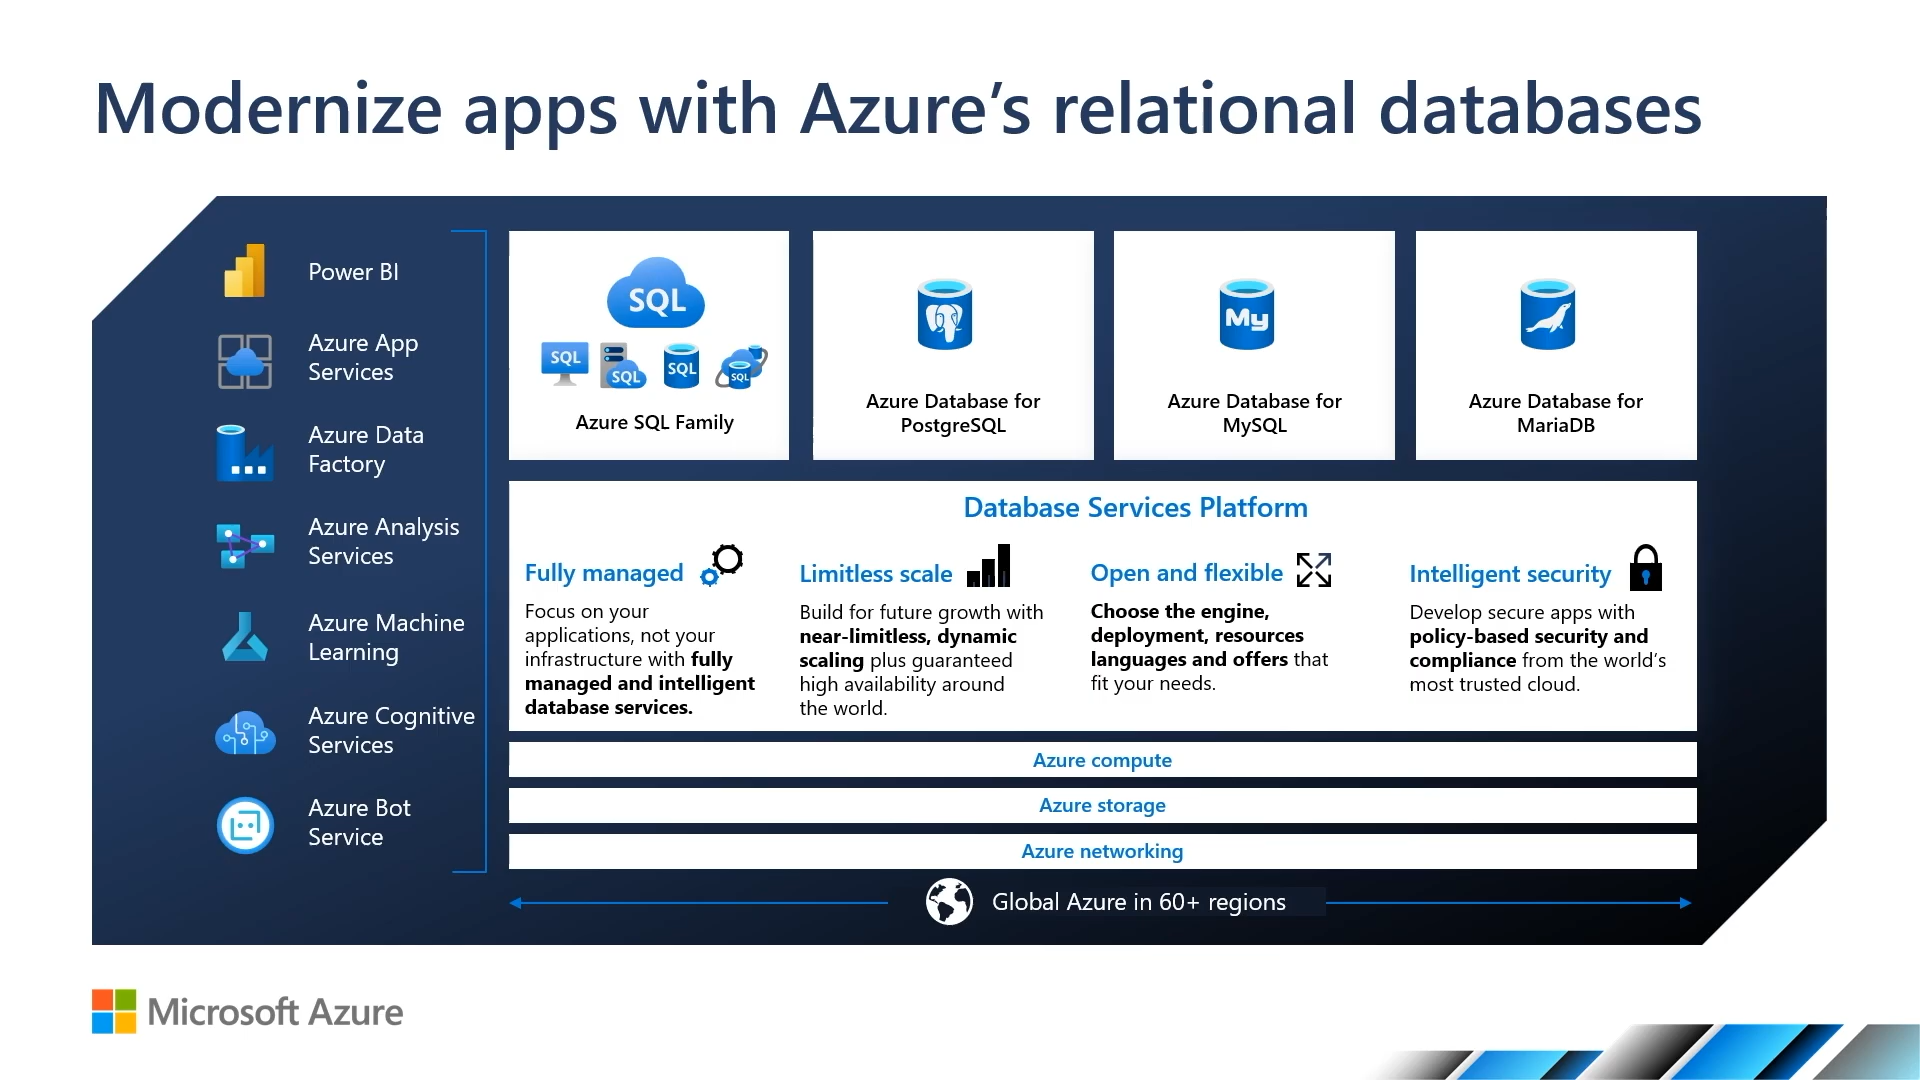 Modernize apps with Azure’s relational databases
Power BI
Azure App
Services
Azure Data
Factory
Azure Analysis
Services
Azure Machine
Learning
Azure Cognitive
Services
Azure Bot
Service
SQL
SQL
SQL
SQL
SQL
Azure SQL Family
Azure Database for
PostgreSQL
My
Azure Database for
MySQL
Azure Database for
MariaDB
Database Services Platform
Fully managed
Focus on your
applications, not your
infrastructure with fully
managed and intelligent
database services.
Limitless scale
Build for future growth with
near-limitless, dynamic
scaling plus guaranteed
high availability around
the world.
Open and flexible
Choose the engine,
deployment, resources
languages and offers that
fit your needs.
Intelligent security
Develop secure apps with
policy-based security and
compliance from the world’s
most trusted cloud.
Azure compute
Azure storage
Azure networking
Global Azure in 60+ regions
Microsoft Azure